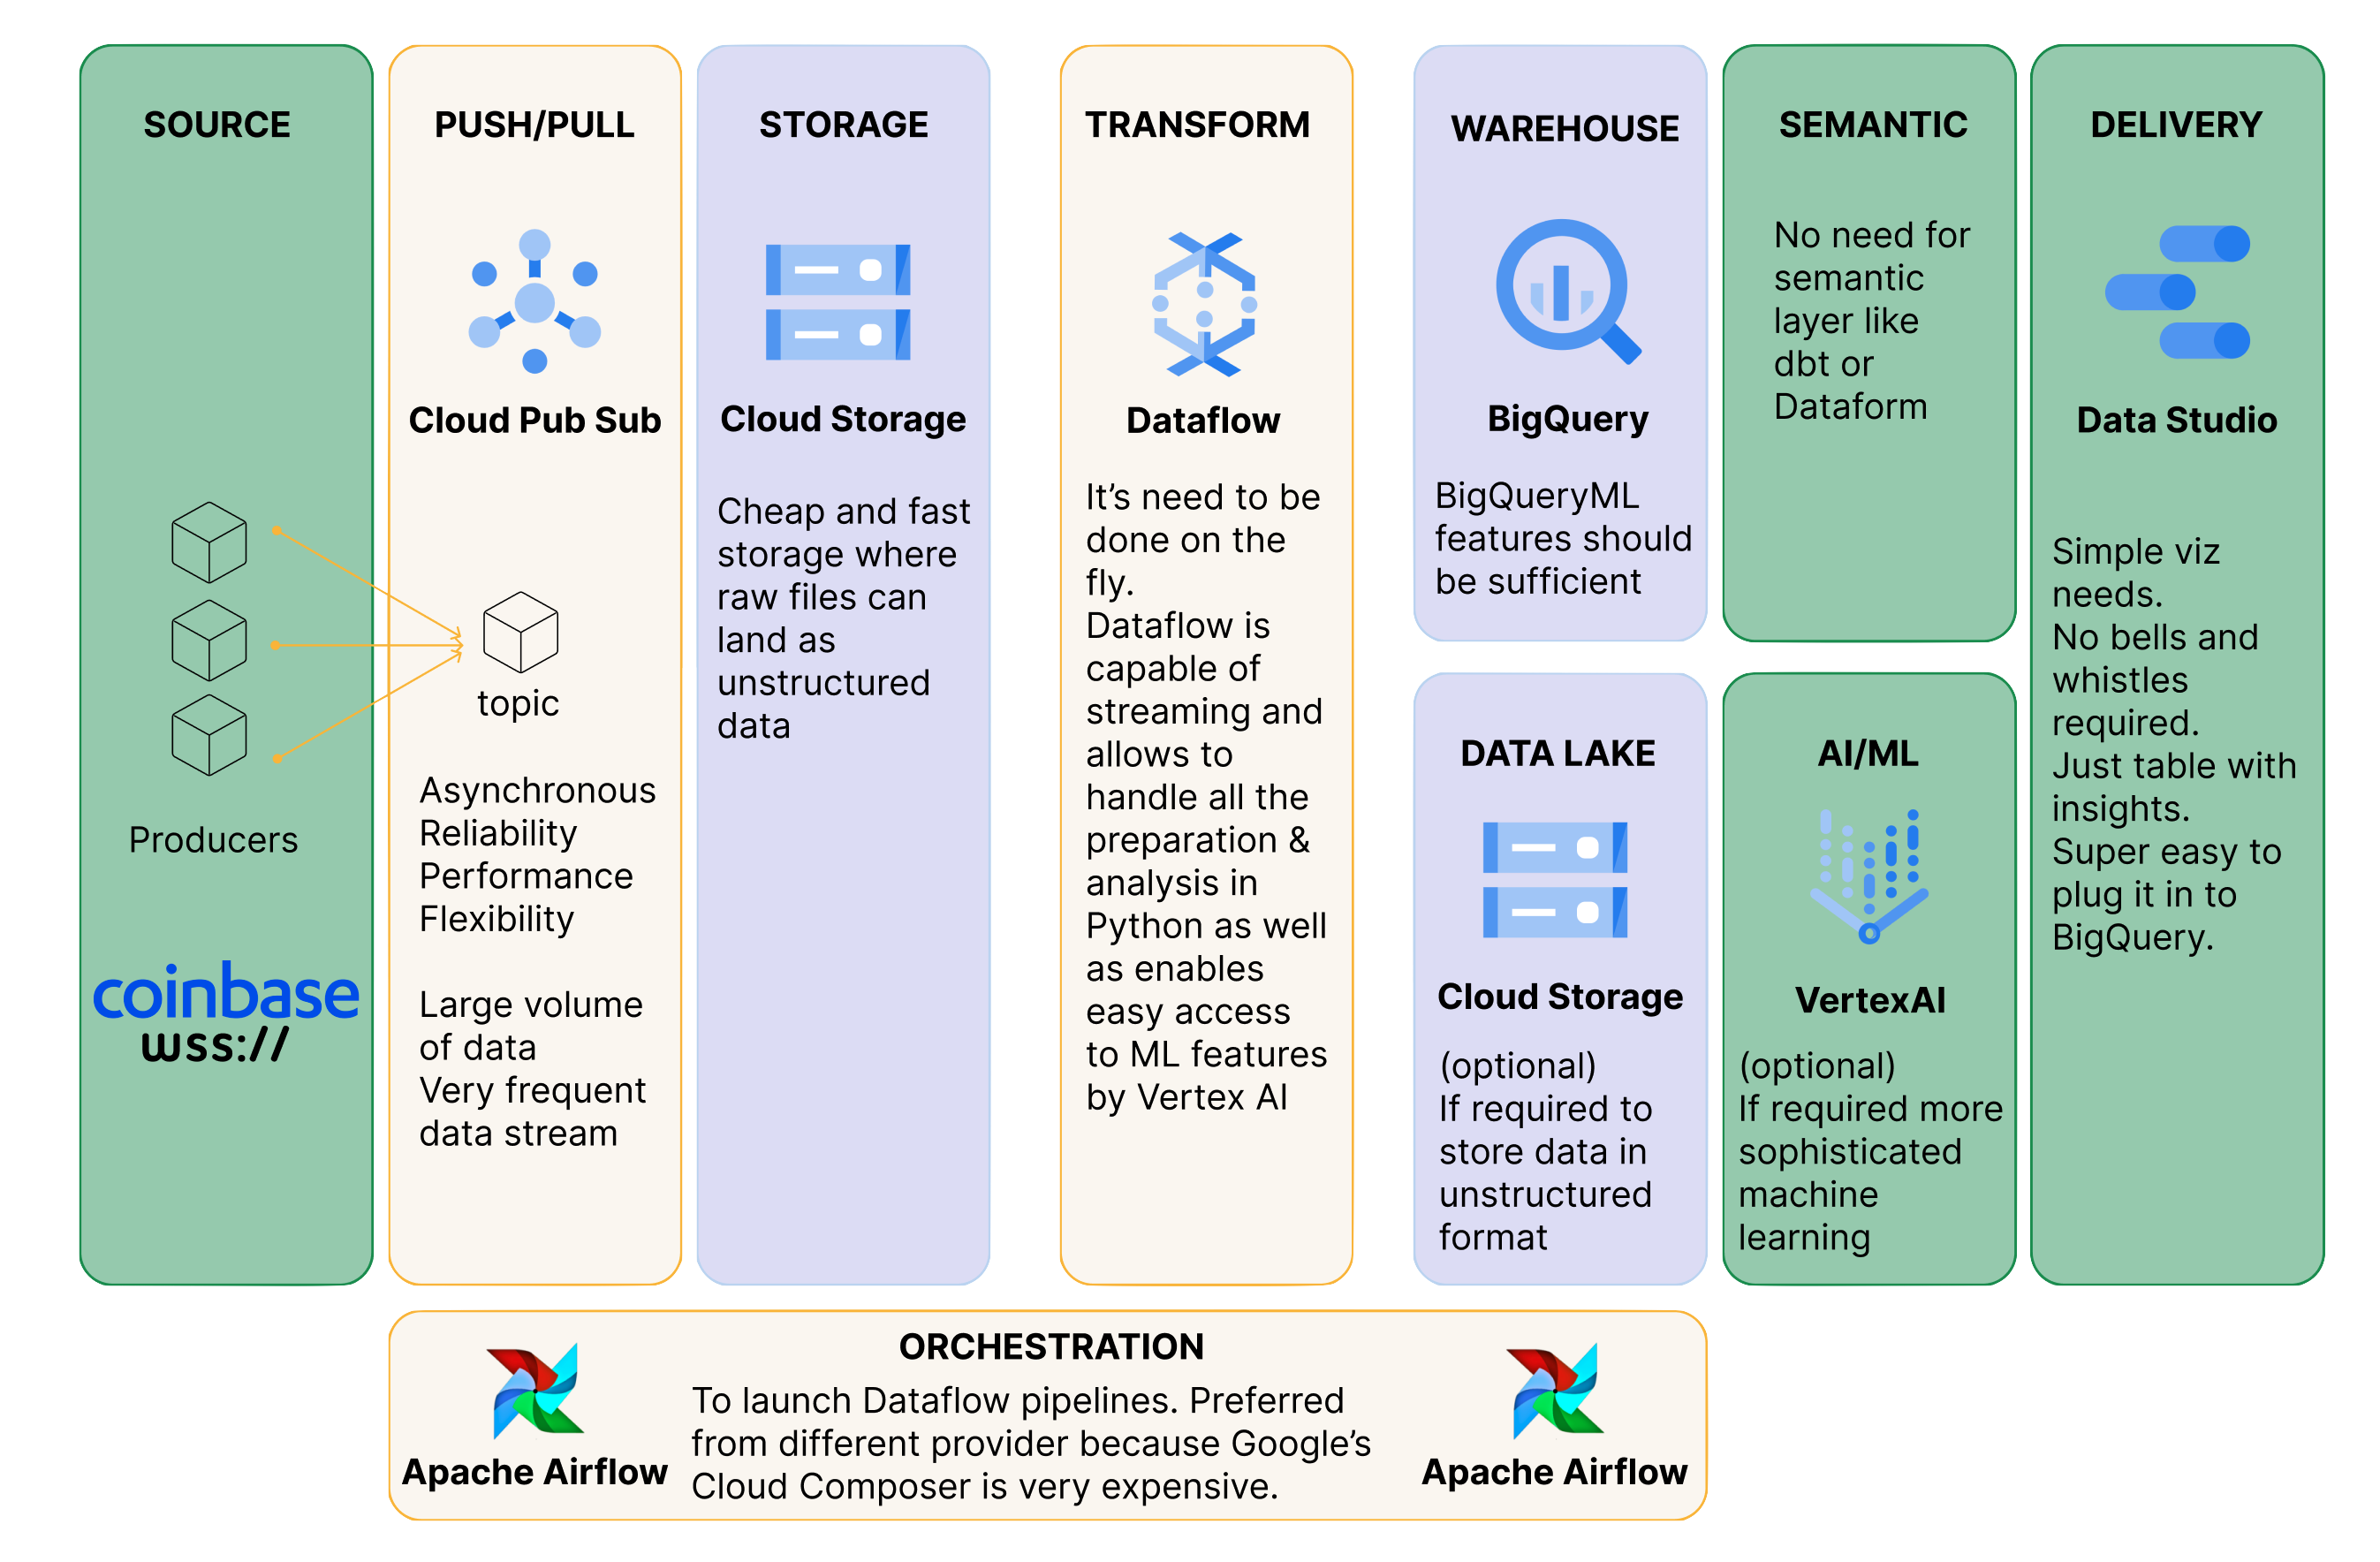 SOURCE
Producers
coinbase
wss://
PUSH/PULL
Cloud Pub Sub
topic
Asynchronous
Reliability
Performance
Flexibility
Large volume
of data
Very frequent
data stream
STORAGE
Cloud Storage
Cheap and fast
storage where
raw files can
land as
unstructured
data
TRANSFORM
Dataflow
It’s need to be
done on the
fly.
Dataflow is
capable of
streaming and
allows to
handle all the
preparation &
analysis in
Python as well
as enables
easy access
to ML features
by Vertex AI
WAREHOUSE
BigQuery
BigQueryML
features should
be sufficient
DATA LAKE
Cloud Storage
(optional)
If required to
store data in
unstructured
format
SEMANTIC
No need for
semantic
layer like
dbt or
Dataform
AI/ML
VertexAI
(optional)
If required more
sophisticated
machine
learning
DELIVERY
Data Studio
Simple viz
needs.
No bells and
whistles
required.
Just table with
insights.
Super easy to
plug it in to
BigQuery.
ORCHESTRATION
Apache Airflow
To launch Dataflow pipelines. Preferred
from different provider because Google’s
Cloud Composer is very expensive.
Apache Airflow